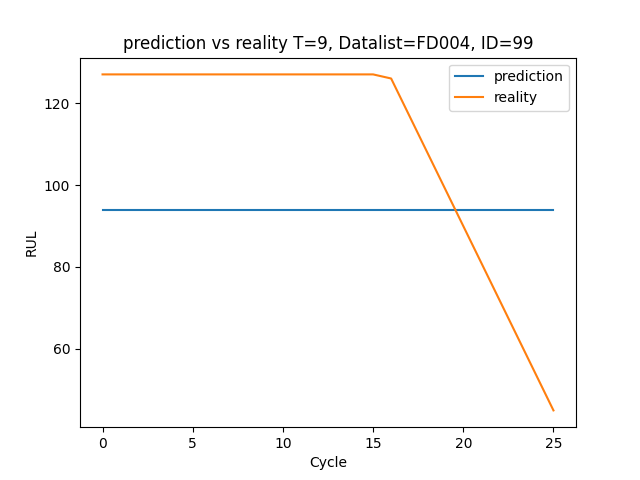 prediction vs reality T=9, Datalist=FD004, ID=99
prediction
reality
120
100
80
60
RUL
0 5 10 15 20 25
Cycle